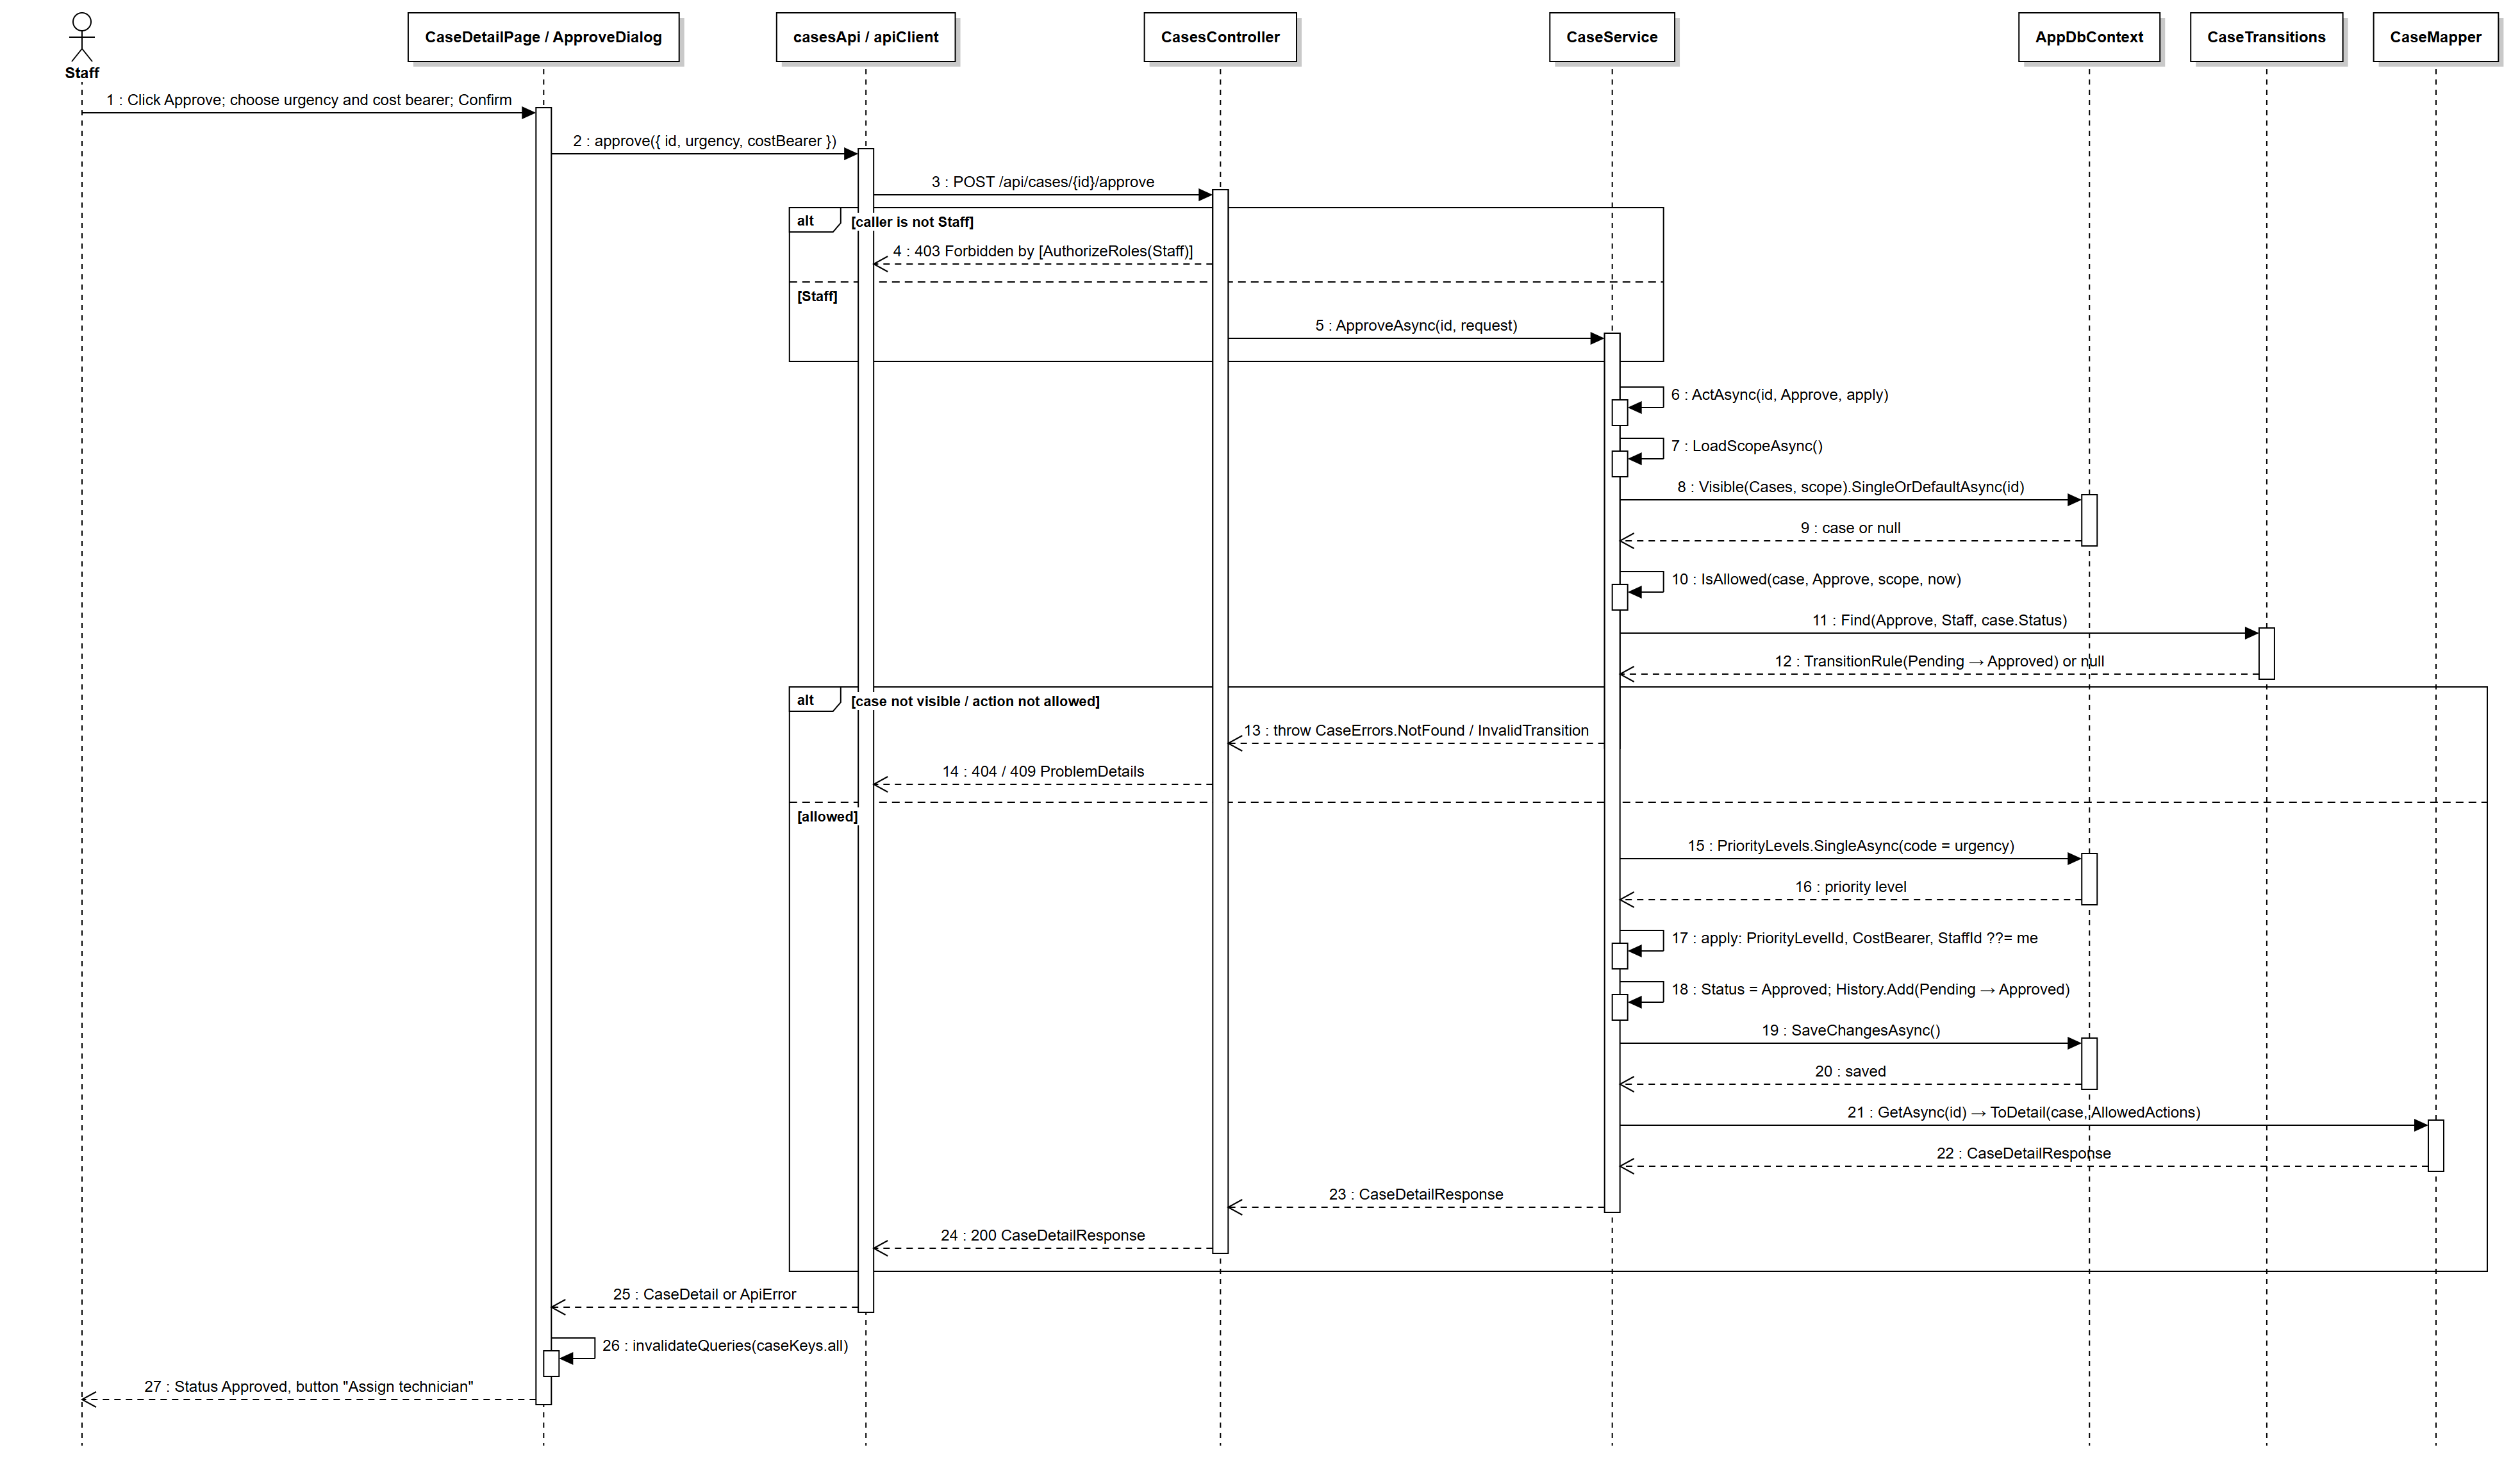 Staff
CaseDetailPage / ApproveDialog
casesApi / apiClient
CasesController
CaseService
AppDbContext
CaseTransitions
CaseMapper
1 : Click Approve; choose urgency and cost bearer; Confirm
2 : approve({ id, urgency, costBearer })
3 : POST /api/cases/{id}/approve
alt
[caller is not Staff]
4 : 403 Forbidden by [AuthorizeRoles(Staff)]
[Staff]
5 : ApproveAsync(id, request)
6 : ActAsync(id, Approve, apply)
7 : LoadScopeAsync()
8 : Visible(Cases, scope).SingleOrDefaultAsync(id)
9 : case or null
10 : IsAllowed(case, Approve, scope, now)
11 : Find(Approve, Staff, case.Status)
12 : TransitionRule(Pending → Approved) or null
alt
[case not visible / action not allowed]
13 : throw CaseErrors.NotFound / InvalidTransition
14 : 404 / 409 ProblemDetails
[allowed]
15 : PriorityLevels.SingleAsync(code = urgency)
16 : priority level
17 : apply: PriorityLevelId, CostBearer, StaffId ??= me
18 : Status = Approved; History.Add(Pending → Approved)
19 : SaveChangesAsync()
20 : saved
21 : GetAsync(id) → ToDetail(case, AllowedActions)
22 : CaseDetailResponse
23 : CaseDetailResponse
24 : 200 CaseDetailResponse
25 : CaseDetail or ApiError
26 : invalidateQueries(caseKeys.all)
27 : Status Approved, button "Assign technician"